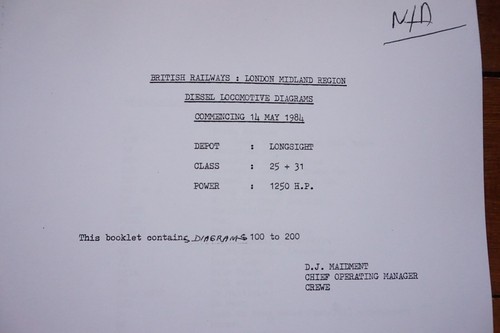 N/A
BRITISH RAILWAYS : LONDON MIDLAND REGION
DIESEL LOCOMOTIVE DIAGRAMS
COMMENCING 14 MAY 1984
DEPOT : LONGSIGHT
CLASS : 25 + 31
POWER : 1250 H.P.
This booklet contains DIAGRAMS 100 to 200
D.J. MAIDMENT
CHIEF OPERATING MANAGER
CREWE